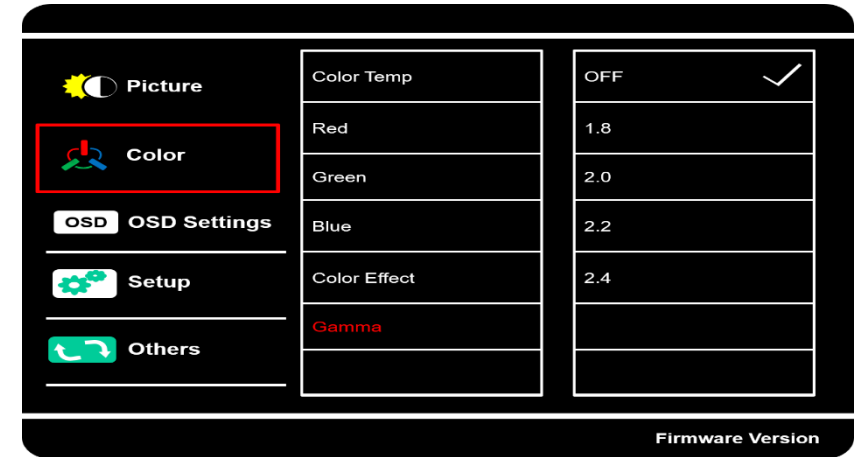 Picture
Color
OSD OSD Settings
Setup
Others
Color Temp
Red
Green
Blue
Color Effect
Gamma
OFF
1.8
2.0
2.2
2.4
Firmware Version